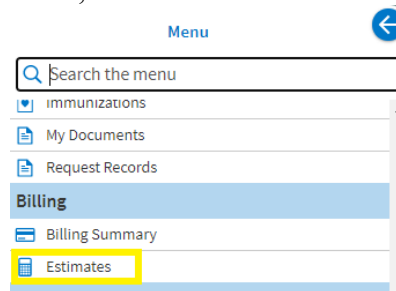 Menu
Search the menu
Immunizations
My Documents
Request Records
Billing
Billing Summary
Estimates